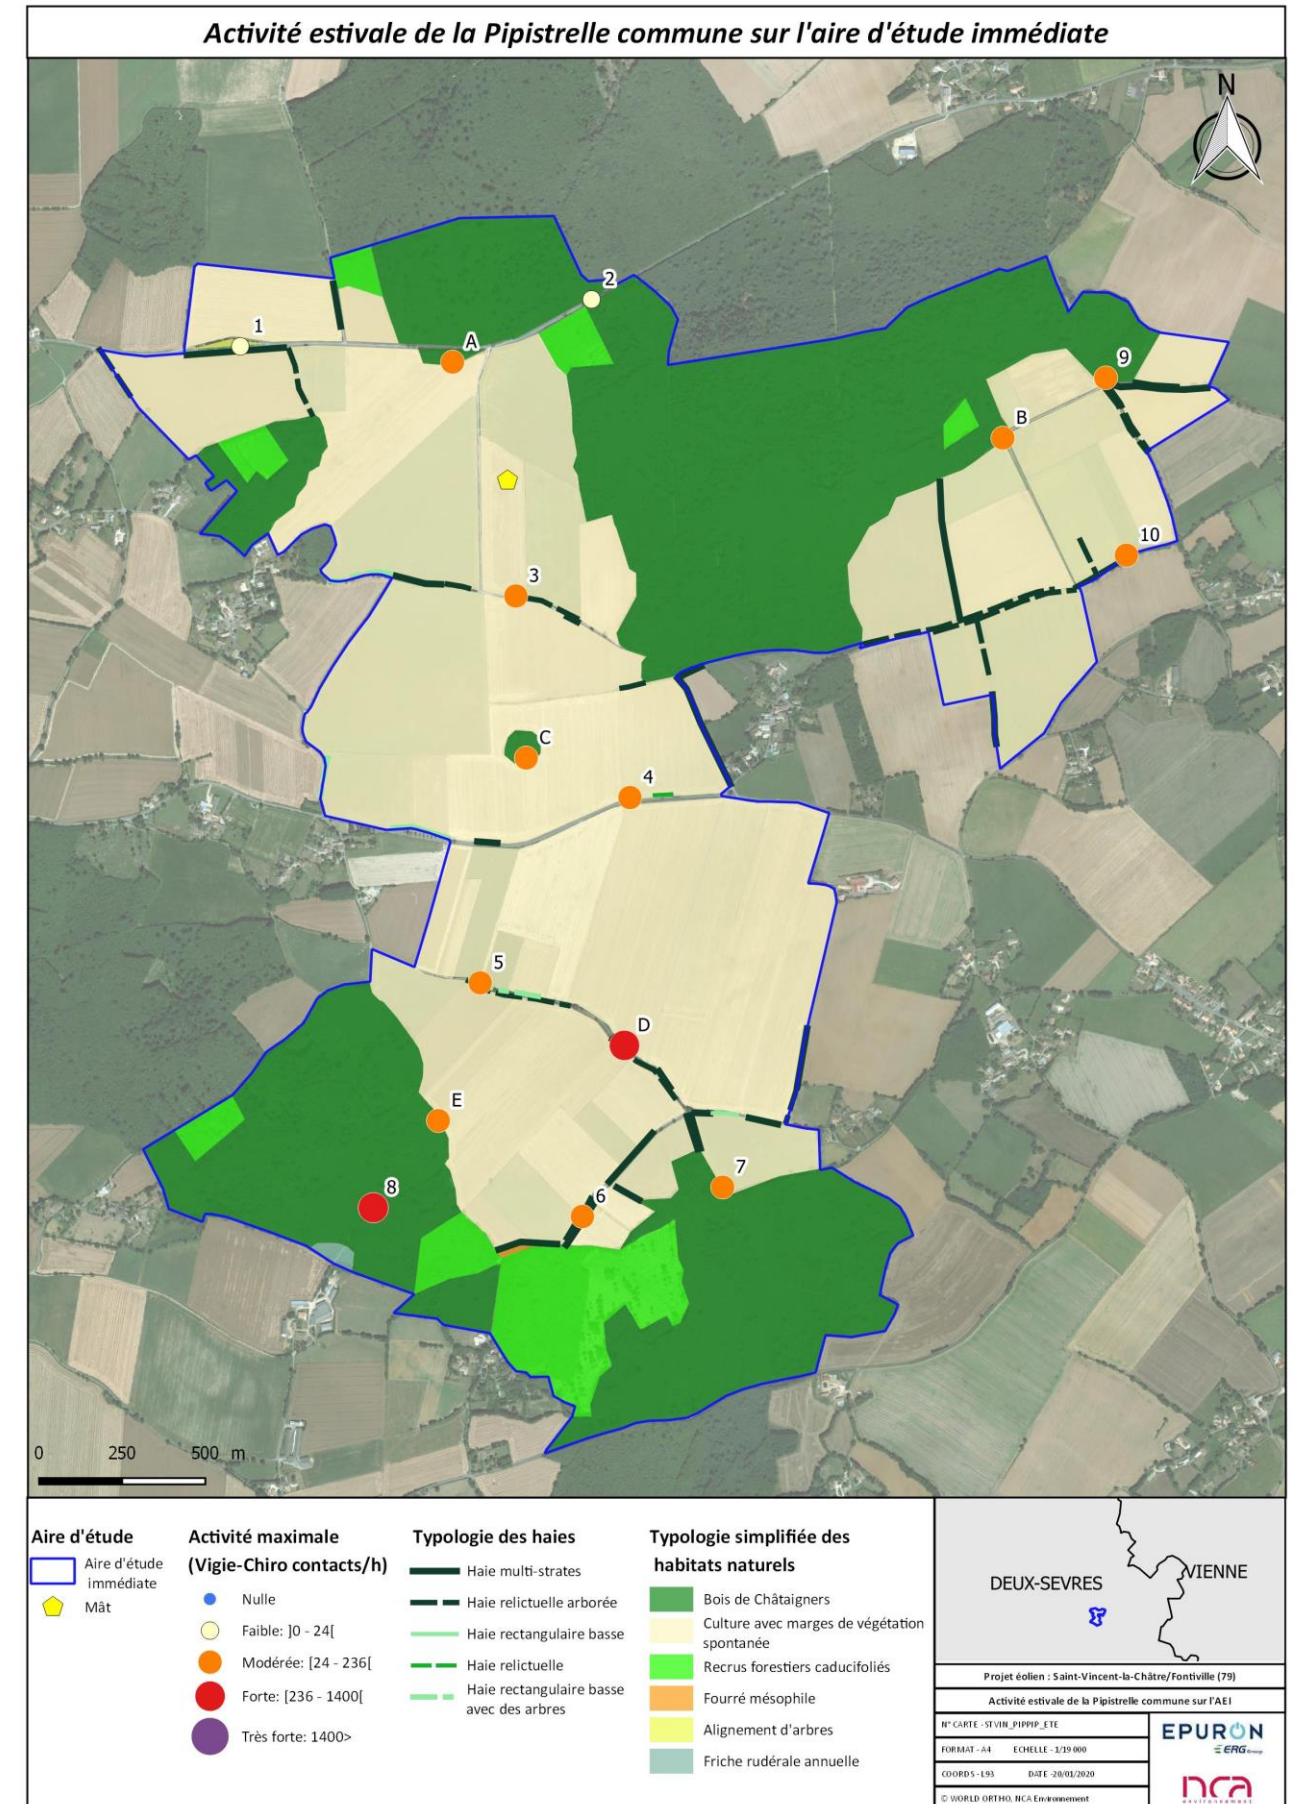 Activité estivale de la Pipistrelle commune sur l'aire d'étude immédiate
N
2
1
A
9
B
10
3
C
4
5
D
E
7
8
6
0 250 500 m
Aire d'étude
Aire d'étude
immédiate
Mât
Activité maximale
(Vigie-Chiro contacts/h)
Nulle
Faible: ]0 - 24[
Modérée: [24 - 236[
Forte: [236 - 1400[
Très forte: 1400>
Typologie des haies
Haie multi-strates
Haie relictuelle arborée
Haie rectangulaire basse
Haie relictuelle
Haie rectangulaire basse
avec des arbres
Typologie simplifiée des
habitats naturels
Bois de Châtaigners
Culture avec marges de végétation
spontanée
Recrus forestiers caducifoliés
Fourré mésophile
Alignement d'arbres
Friche rudérale annuelle
DEUX-SEVRES
VIENNE
Projet éolien : Saint-Vincent-la-Châtre/Fontiville (79)
Activité estivale de la Pipistrelle commune sur l'AEI
N° CARTE - STVIN_PIPPIP_ETE
FORMAT - A4 ECHELLE - 1/19 000
COORDS - L93 DATE -20/01/2020
© WORLD ORTHO, NCA Environnement
EPURON
ERG Group
nca
environnement